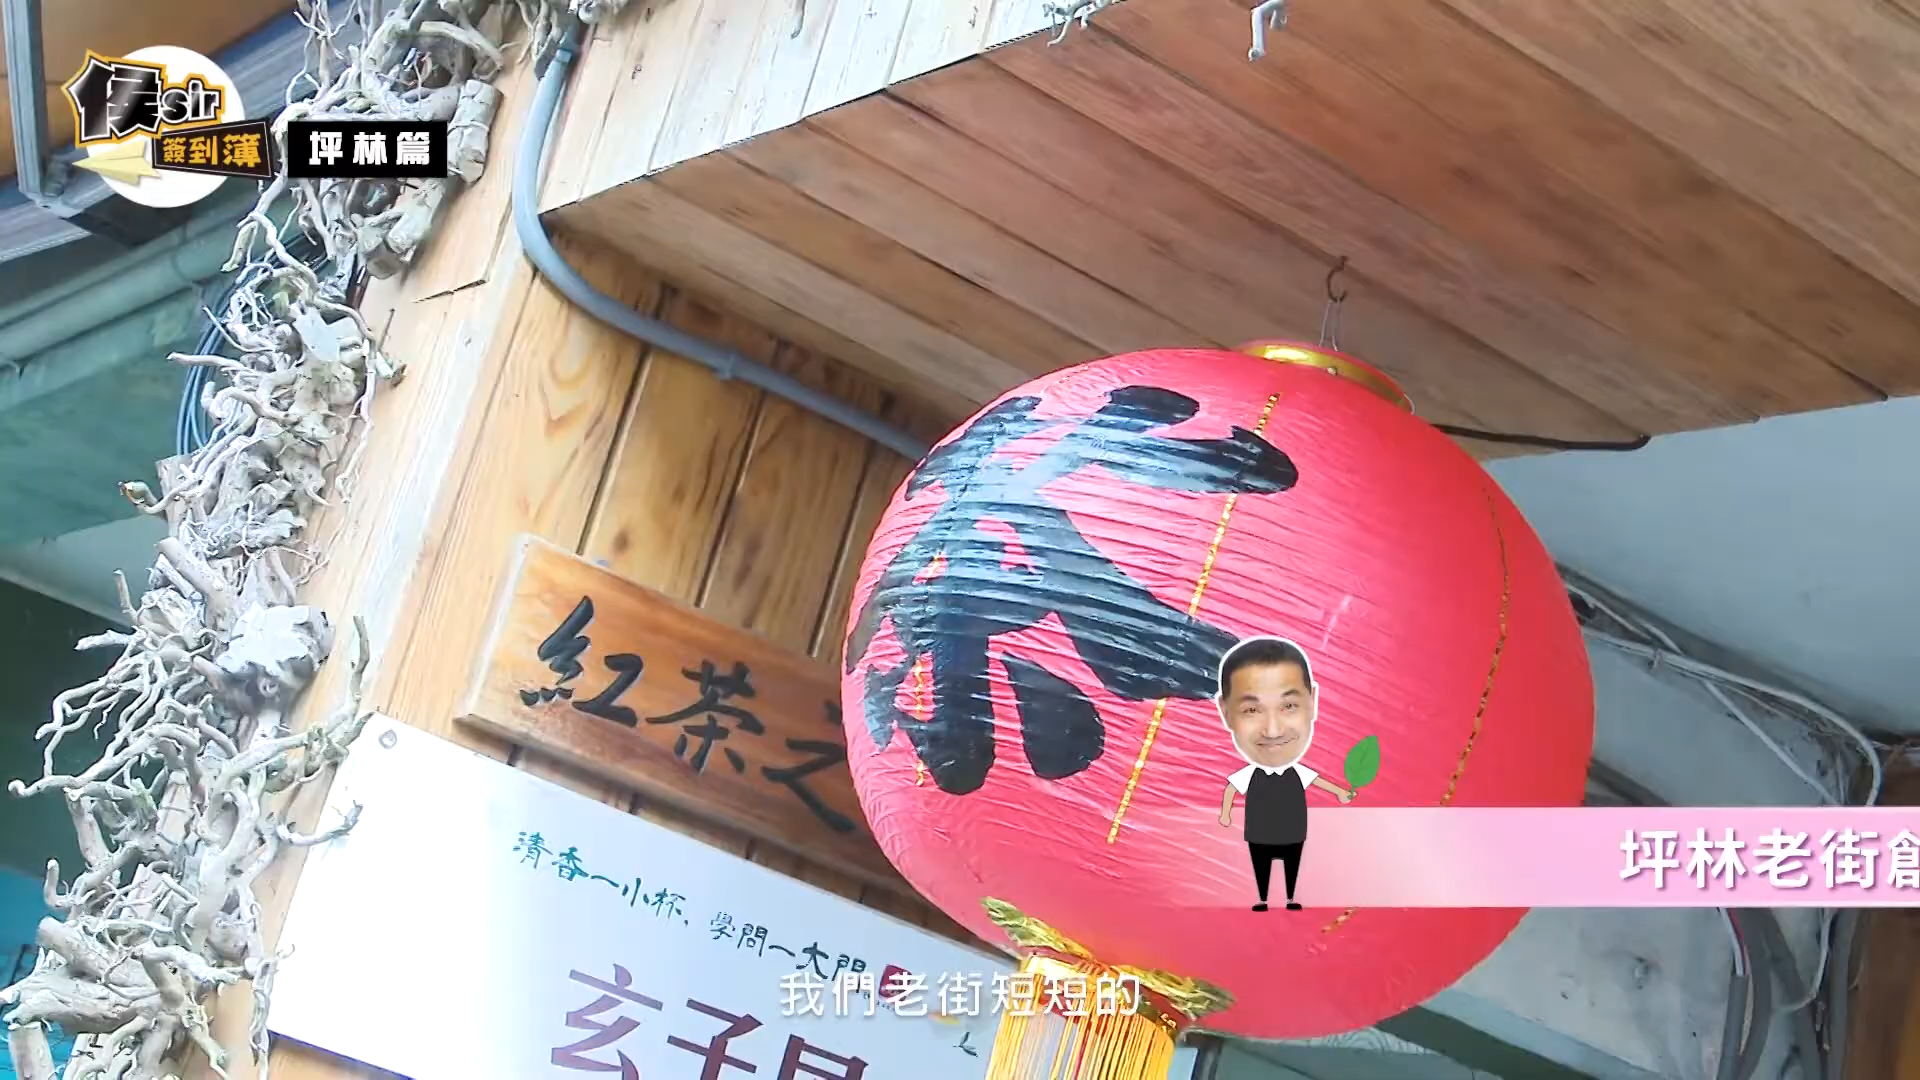 侯sir
簽到簿
坪林篇
茶
紅茶之
清香一小杯、學問一大門
玄子
坪林老街創
我們老街短短的